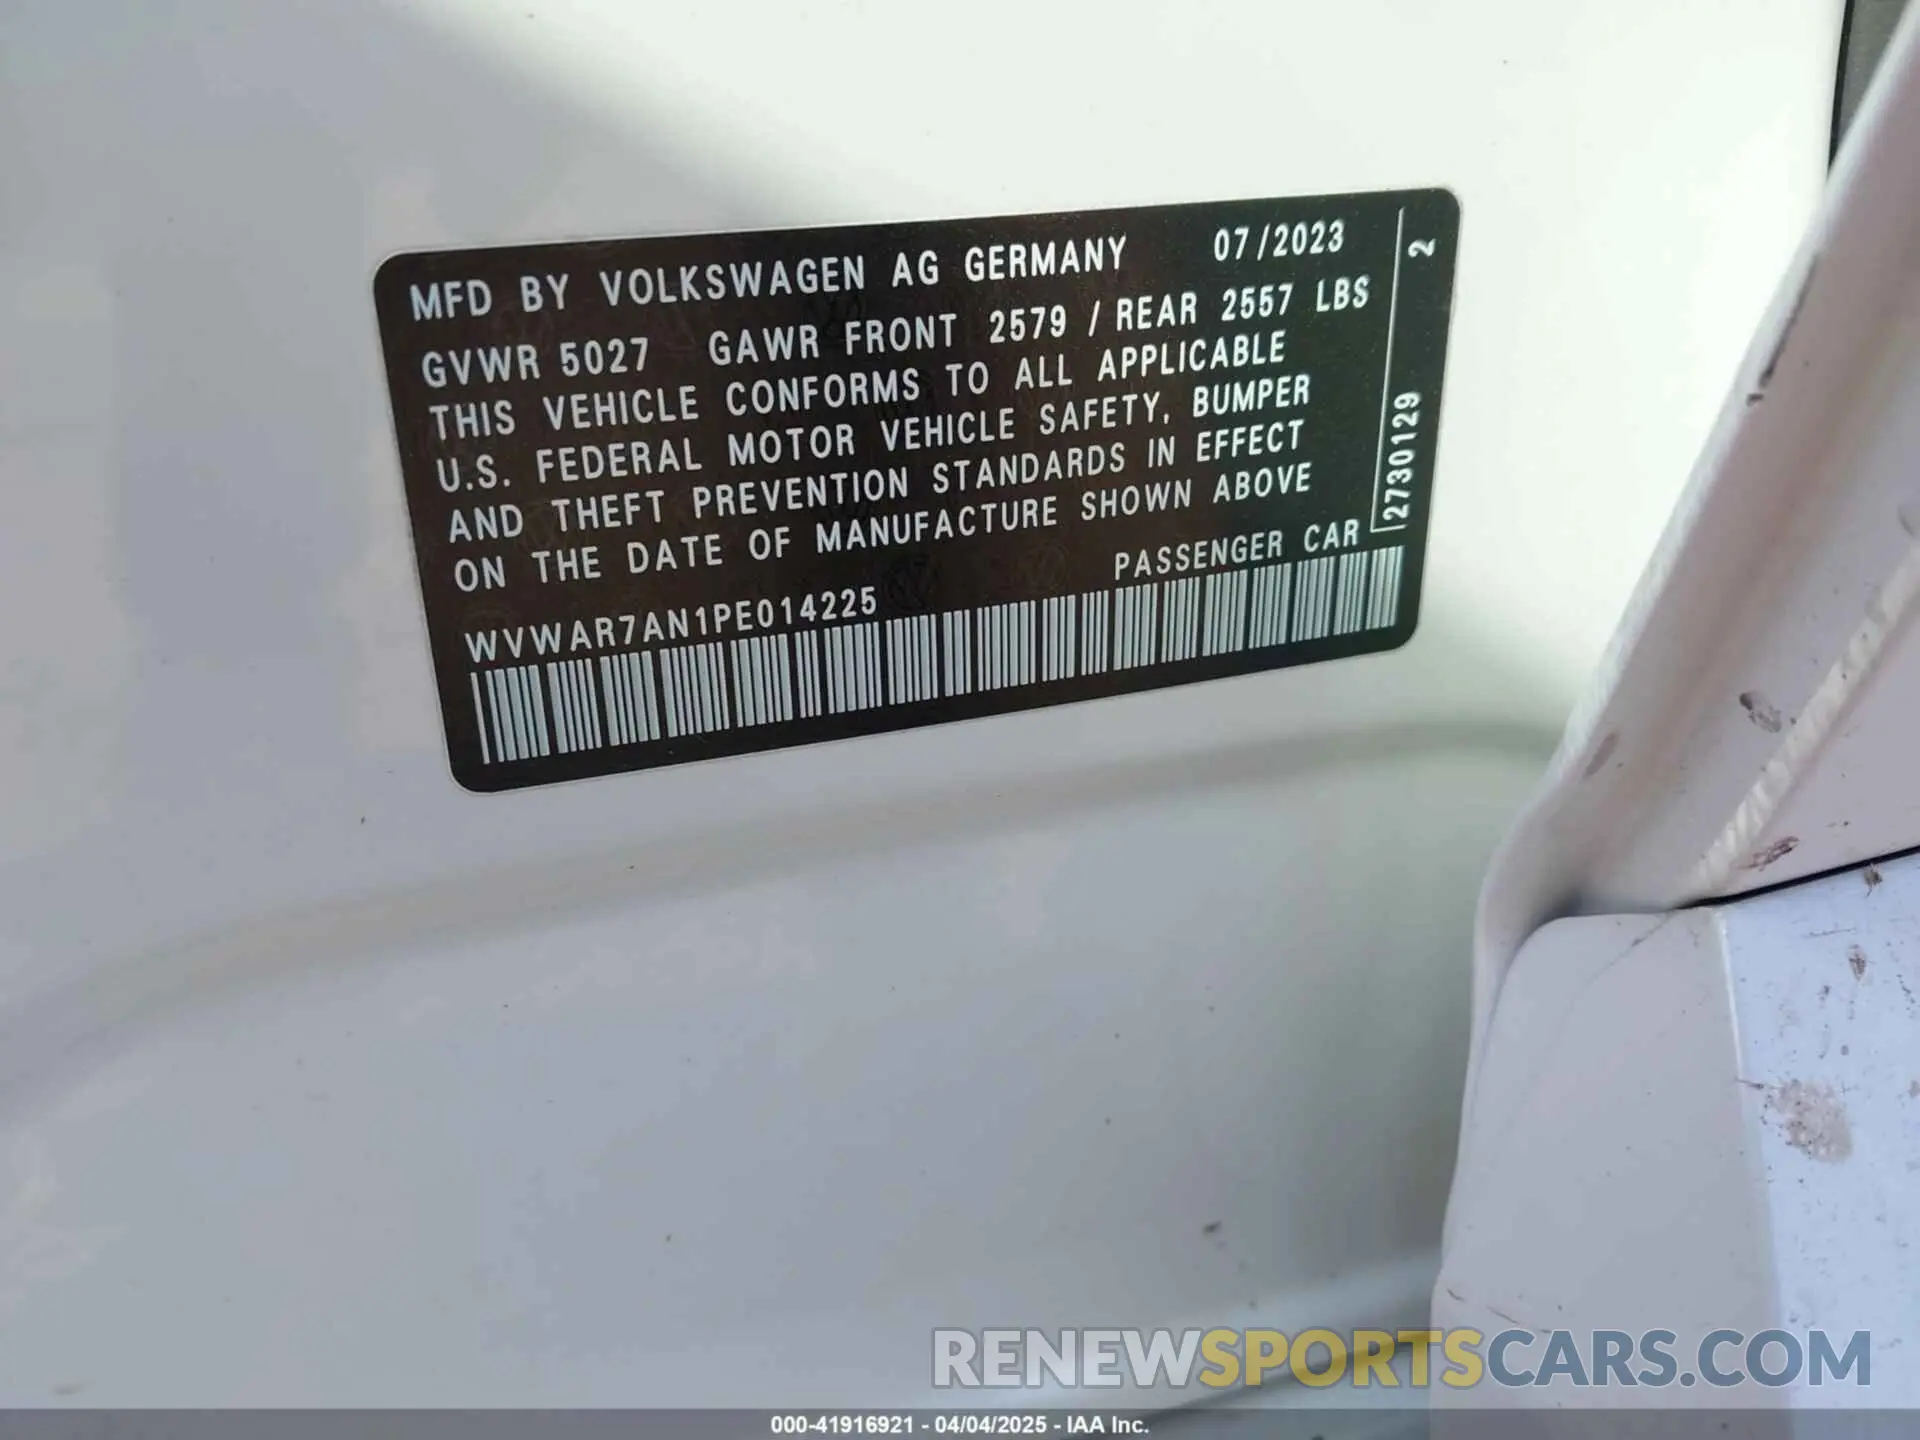 MFD BY VOLKSWAGEN AG GERMANY 07/2023
GVWR 5027 GAWR FRONT 2579 / REAR 2557 LBS
THIS VEHICLE CONFORMS TO ALL APPLICABLE
U.S. FEDERAL MOTOR VEHICLE SAFETY, BUMPER
AND THEFT PREVENTION STANDARDS IN EFFECT
ON THE DATE OF MANUFACTURE SHOWN ABOVE
PASSENGER CAR
WVWAR7AN1PE014225
2730129 2
RENEWSPORTSCARS.COM
000-41916921 - 04/04/2025 - IAA Inc.